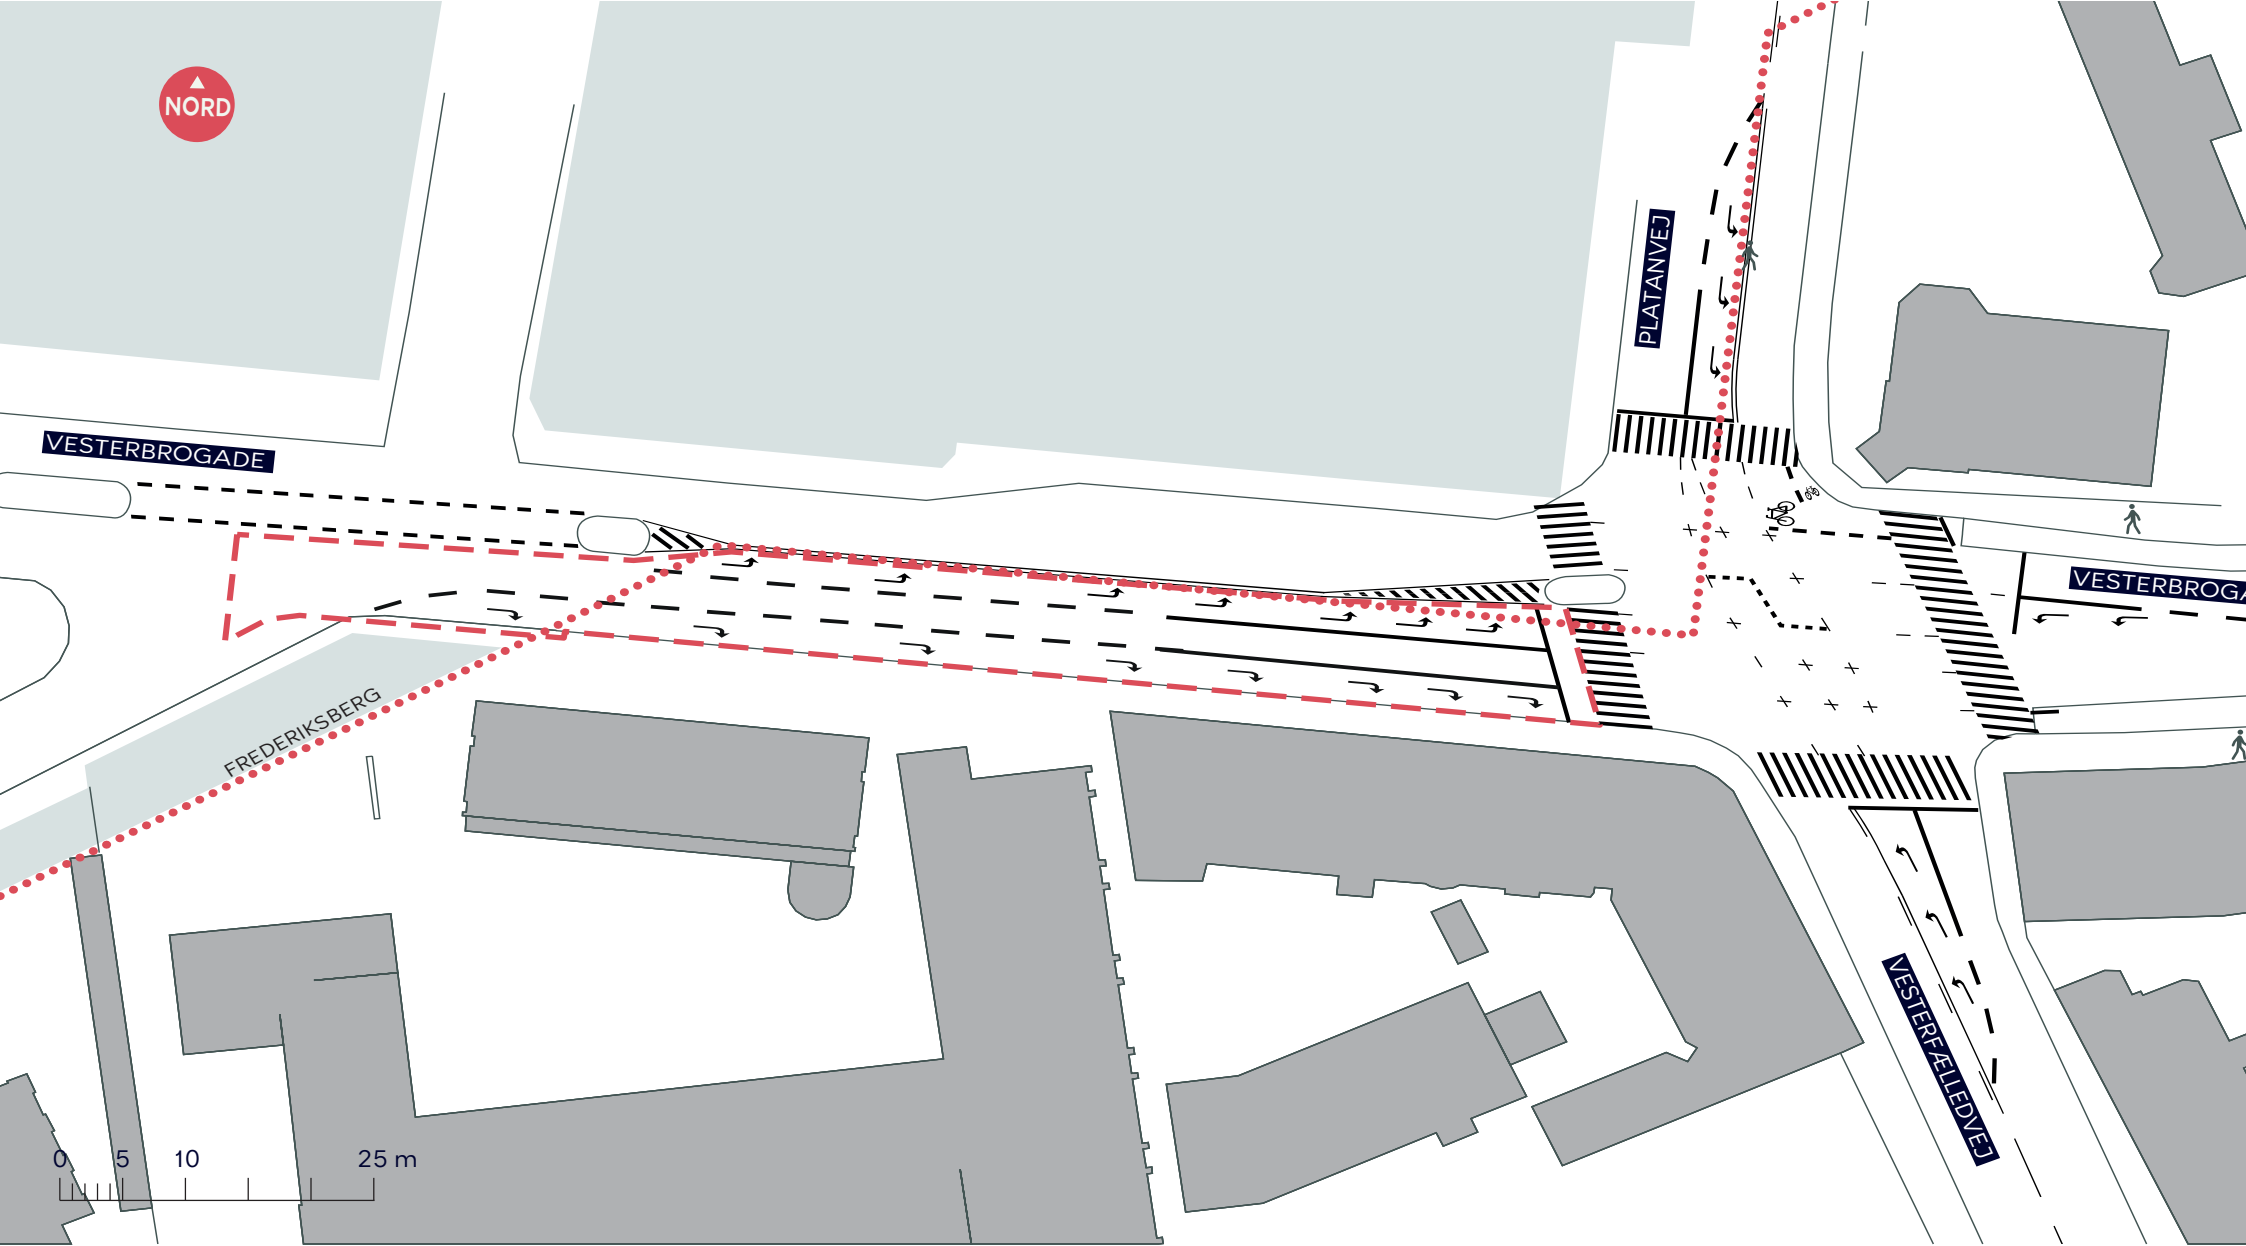 NORD
PLATANVEJ
VESTERBROGADE
VESTERBROGA
FREDERIKSBERG
VESTERFÆLLEDVEJ
0 5 10 25 m